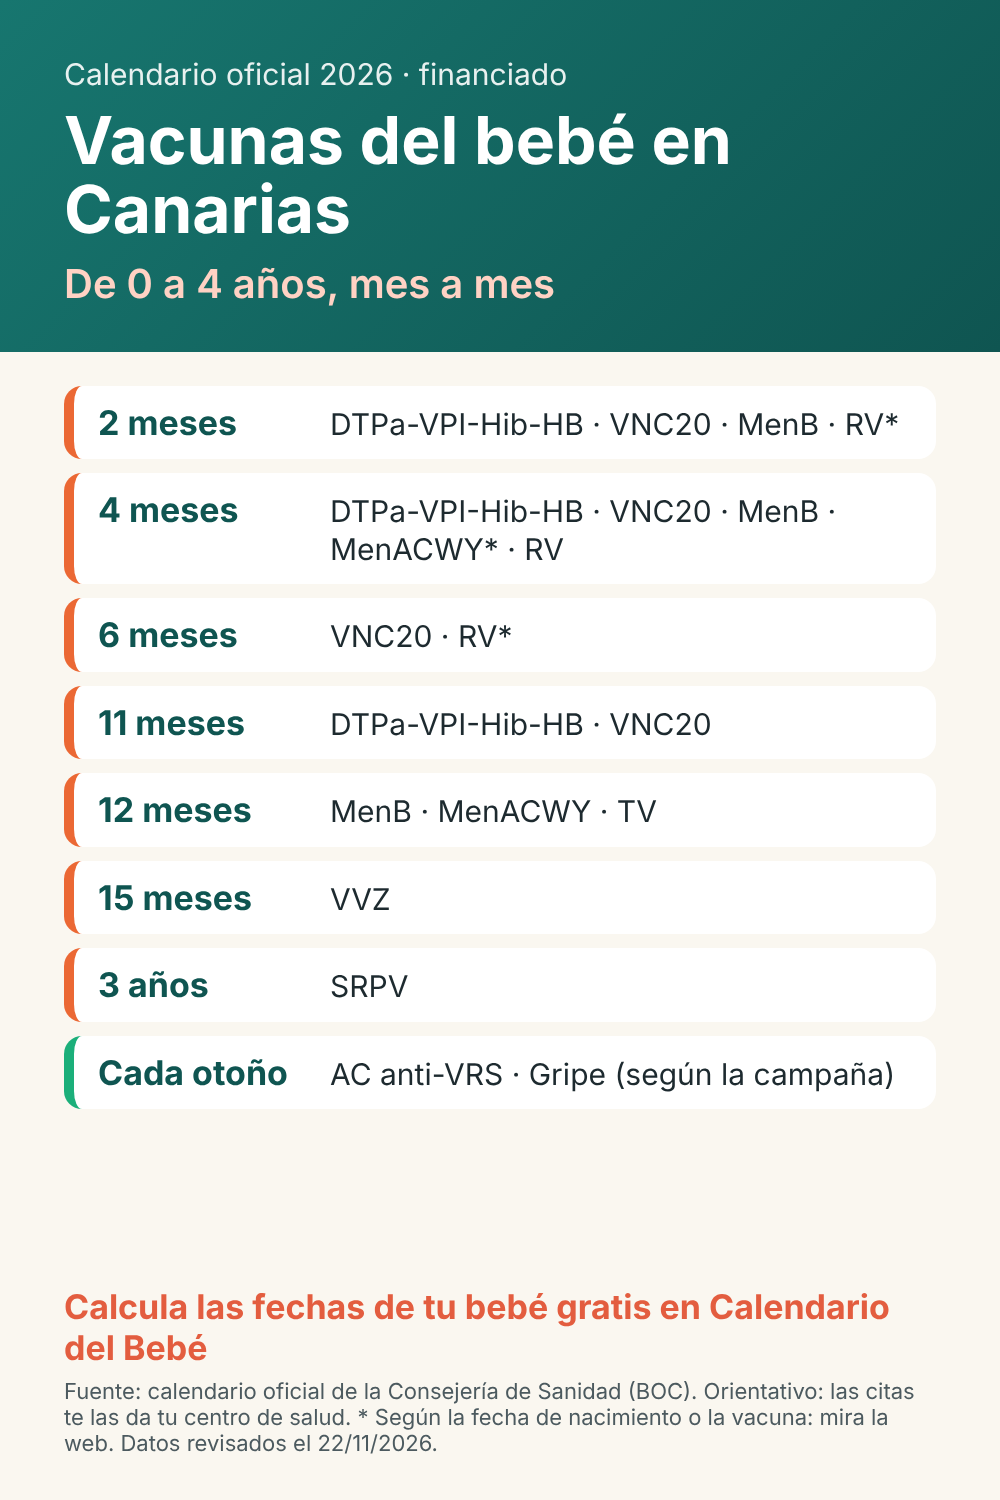 Calendario oficial 2026 · financiado
Vacunas del bebé en
Canarias
De 0 a 4 años, mes a mes
2 meses DTPa-VPI-Hib-HB · VNC20 · MenB · RV*
4 meses DTPa-VPI-Hib-HB · VNC20 · MenB ·
MenACWY* · RV
6 meses VNC20 · RV*
11 meses DTPa-VPI-Hib-HB · VNC20
12 meses MenB · MenACWY · TV
15 meses VVZ
3 años SRPV
Cada otoño AC anti-VRS · Gripe (según la campaña)
Calcula las fechas de tu bebé gratis en Calendario
del Bebé
Fuente: calendario oficial de la Consejería de Sanidad (BOC). Orientativo: las citas
te las da tu centro de salud. * Según la fecha de nacimiento o la vacuna: mira la
web. Datos revisados el 22/11/2026.